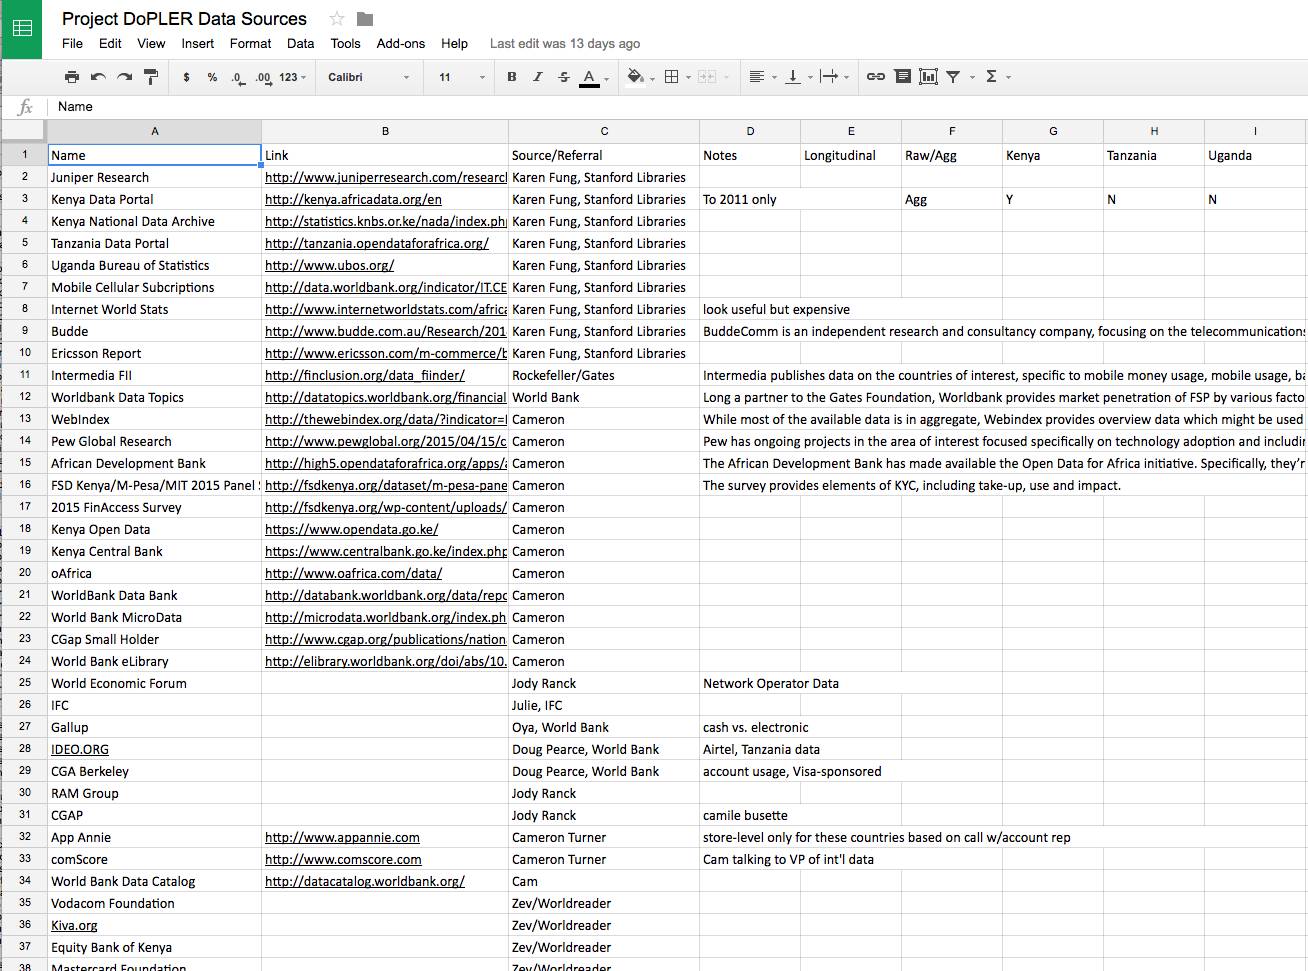 Project DoPLER Data Sources
File Edit View Insert Format Data Tools Add-ons Help Last edit was 13 days ago
$ % .0 .00 123 Calibri 11 B I S A Σ
fx Name
A B C D E F G H I
1 Name Link Source/Referral Notes Longitudinal Raw/Agg Kenya Tanzania Uganda
2 Juniper Research http://www.juniperresearch.com/researcl Karen Fung, Stanford Libraries
3 Kenya Data Portal http://kenya.africadata.org/en Karen Fung, Stanford Libraries To 2011 only Agg Y N N
4 Kenya National Data Archive http://statistics.knbs.or.ke/nada/index.ph Karen Fung, Stanford Libraries
5 Tanzania Data Portal http://tanzania.opendataforafrica.org/ Karen Fung, Stanford Libraries
6 Uganda Bureau of Statistics http://www.ubos.org/ Karen Fung, Stanford Libraries
7 Mobile Cellular Subcriptions http://data.worldbank.org/indicator/IT.CE Karen Fung, Stanford Libraries
8 Internet World Stats http://www.internetworldstats.com/africa Karen Fung, Stanford Libraries look useful but expensive
9 Budde http://www.budde.com.au/Research/201 Karen Fung, Stanford Libraries BuddeComm is an independent research and consultancy company, focusing on the telecommunications
10 Ericsson Report http://www.ericsson.com/m-commerce/b Karen Fung, Stanford Libraries
11 Intermedia FII http://finclusion.org/data_fiinder/ Rockefeller/Gates Intermedia publishes data on the countries of interest, specific to mobile money usage, mobile usage, ba
12 Worldbank Data Topics http://datatopics.worldbank.org/financial World Bank Long a partner to the Gates Foundation, Worldbank provides market penetration of FSP by various facto
13 WebIndex http://thewebindex.org/data/?indicator= Cameron While most of the available data is in aggregate, Webindex provides overview data which might be used
14 Pew Global Research http://www.pewglobal.org/2015/04/15/c Cameron Pew has ongoing projects in the area of interest focused specifically on technology adoption and includin
15 African Development Bank http://high5.opendataforafrica.org/apps/ Cameron The African Development Bank has made available the Open Data for Africa initiative. Specifically, they'r
16 FSD Kenya/M-Pesa/MIT 2015 Panel http://fsdkenya.org/dataset/m-pesa-pane Cameron The survey provides elements of KYC, including take-up, use and impact.
17 2015 FinAccess Survey http://fsdkenya.org/wp-content/uploads/ Cameron
18 Kenya Open Data https://www.opendata.go.ke/ Cameron
19 Kenya Central Bank https://www.centralbank.go.ke/index.php Cameron
20 oAfrica http://www.oafrica.com/data/ Cameron
21 WorldBank Data Bank http://databank.worldbank.org/data/repo Cameron
22 World Bank MicroData http://microdata.worldbank.org/index.ph Cameron
23 CGap Small Holder http://www.cgap.org/publications/nation Cameron
24 World Bank eLibrary http://elibrary.worldbank.org/doi/abs/10. Cameron
25 World Economic Forum Jody Ranck Network Operator Data
26 IFC Julie, IFC
27 Gallup Oya, World Bank cash vs. electronic
28 IDEO.ORG Doug Pearce, World Bank Airtel, Tanzania data
29 CGA Berkeley Doug Pearce, World Bank account usage, Visa-sponsored
30 RAM Group Jody Ranck
31 CGAP Jody Ranck camile busette
32 App Annie http://www.appannie.com Cameron Turner store-level only for these countries based on call w/account rep
33 comScore http://www.comscore.com Cameron Turner Cam talking to VP of int'l data
34 World Bank Data Catalog http://datacatalog.worldbank.org/ Cam
35 Vodacom Foundation Zev/Worldreader
36 Kiva.org Zev/Worldreader
37 Equity Bank of Kenya Zev/Worldreader
38 Mastercard Foundation Zev/Worldreader